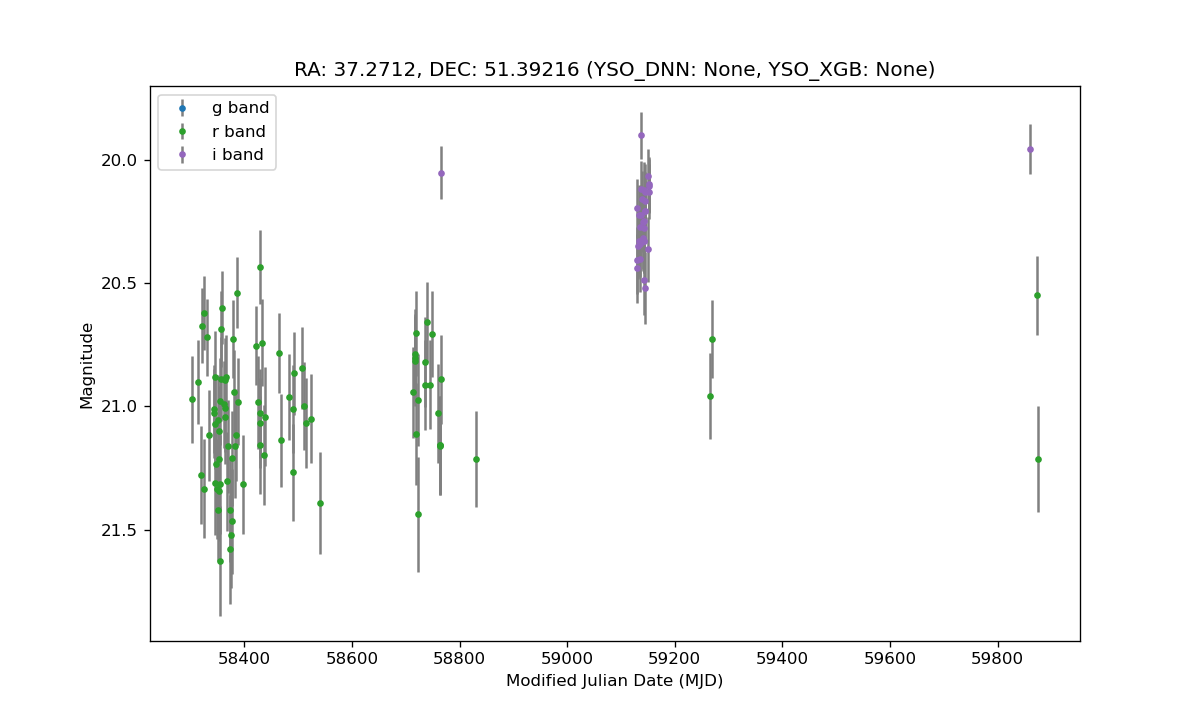 RA: 37.2712, DEC: 51.39216 (YSO_DNN: None, YSO_XGB: None)
g band
r band
i band
20.0
20.5
21.0
21.5
Magnitude
58400 58600 58800 59000 59200 59400 59600 59800
Modified Julian Date (MJD)